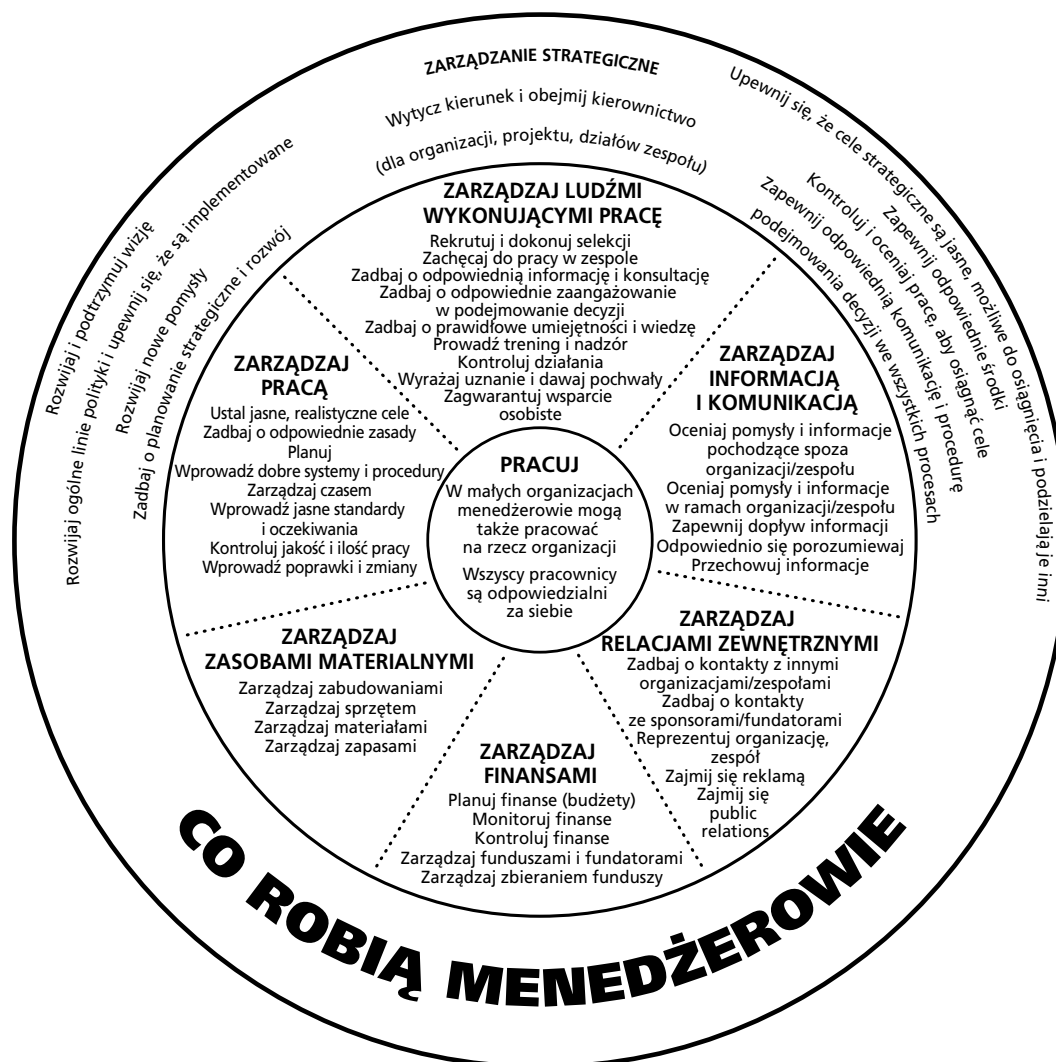 ZARZĄDZANIE STRATEGICZNE
Wytycz kierunek i obejmij kierownictwo
(dla organizacji, projektu, działów zespołu)
Rozwijaj i podtrzymuj wizję
Rozwijaj ogólne linie polityki i upewnij się, że są implementowane
Rozwijaj nowe pomysły
Zadbaj o planowanie strategiczne i rozwój
Upewnij się, że cele strategiczne są jasne, możliwe do osiągnięcia i podzielają je inni
Zapewnij odpowiednie środki
Kontroluj i oceniaj pracę, aby osiągnąć cele
Zapewnij odpowiednią komunikację i procedurę
podejmowania decyzji we wszystkich procesach
ZARZĄDZAJ LUDŹMI
WYKONUJĄCYMI PRACĘ
Rekrutuj i dokonuj selekcji
Zachęcaj do pracy w zespole
Zadbaj o odpowiednią informację i konsultację
Zadbaj o odpowiednie zaangażowanie
w podejmowanie decyzji
Zadbaj o prawidłowe umiejętności i wiedzę
Prowadź trening i nadzór
Kontroluj działania
Wyrażaj uznanie i dawaj pochwały
Zagwarantuj wsparcie
osobiste
ZARZĄDZAJ
PRACĄ
Ustal jasne, realistyczne cele
Zadbaj o odpowiednie zasady
Planuj
Wprowadź dobre systemy i procedury
Zarządzaj czasem
Wprowadź jasne standardy
i oczekiwania
Kontroluj jakość i ilość pracy
Wprowadź poprawki i zmiany
PRACUJ
W małych organizacjach
menedżerowie mogą
także pracować
na rzecz organizacji
Wszyscy pracownicy
są odpowiedzialni
za siebie
ZARZĄDZAJ
INFORMACJĄ
I KOMUNIKACJĄ
Oceniaj pomysły i informacje
pochodzące spoza
organizacji/zespołu
Oceniaj pomysły i informacje
w ramach organizacji/zespołu
Zapewnij dopływ informacji
Odpowiednio się porozumiewaj
Przechowuj informacje
ZARZĄDZAJ
ZASOBAMI MATERIALNYMI
Zarządzaj zabudowaniami
Zarządzaj sprzętem
Zarządzaj materiałami
Zarządzaj zapasami
ZARZĄDZAJ
FINANSAMI
Planuj finanse (budżety)
Monitoruj finanse
Kontroluj finanse
Zarządzaj funduszami i fundatorami
Zarządzaj zbieraniem funduszy
ZARZĄDZAJ
RELACJAMI ZEWNĘTRZNYMI
Zadbaj o kontakty z innymi
organizacjami/zespołami
Zadbaj o kontakty
ze sponsorami/fundatorami
Reprezentuj organizację,
zespół
Zajmij się reklamą
Zajmij się
public
relations
CO ROBIĄ MENEDŻEROWIE